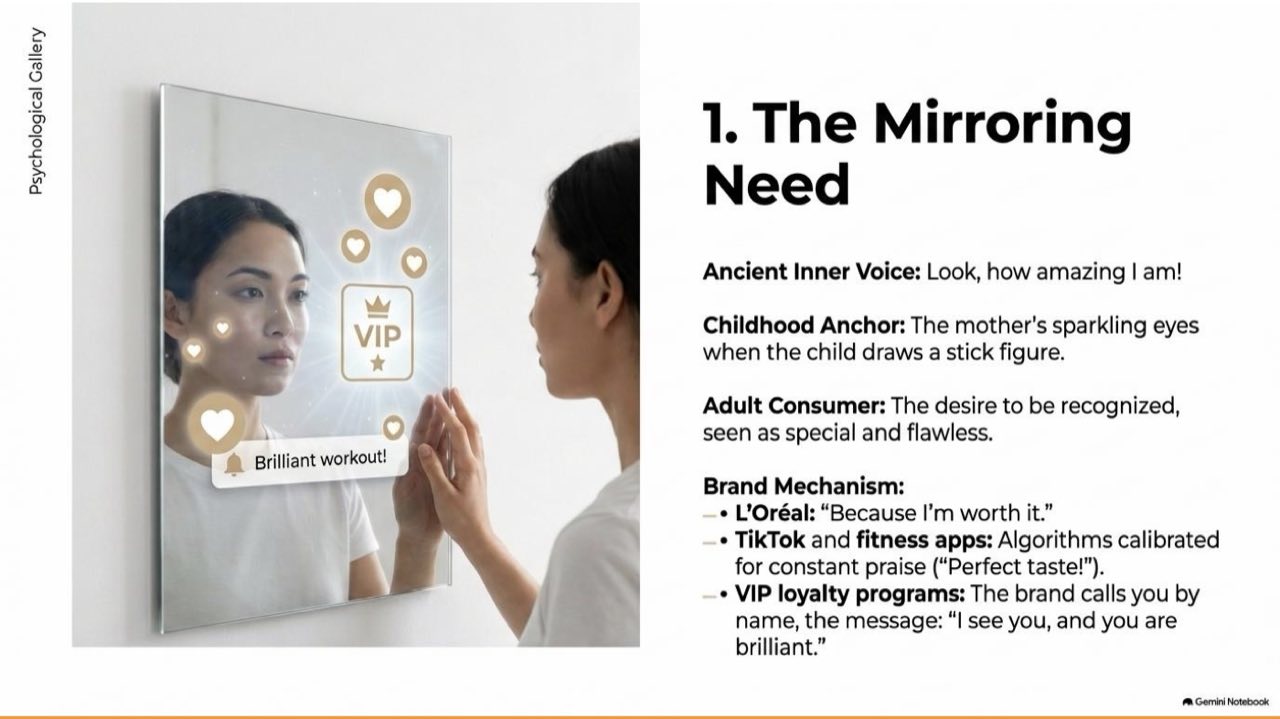 Psychological Gallery
VIP
Brilliant workout!
1. The Mirroring
Need
Ancient Inner Voice: Look, how amazing I am!
Childhood Anchor: The mother’s sparkling eyes
when the child draws a stick figure.
Adult Consumer: The desire to be recognized,
seen as special and flawless.
Brand Mechanism:
• L’Oréal: “Because I’m worth it.”
• TikTok and fitness apps: Algorithms calibrated
for constant praise (“Perfect taste!”).
• VIP loyalty programs: The brand calls you by
name, the message: “I see you, and you are
brilliant.”
Gemini Notebook